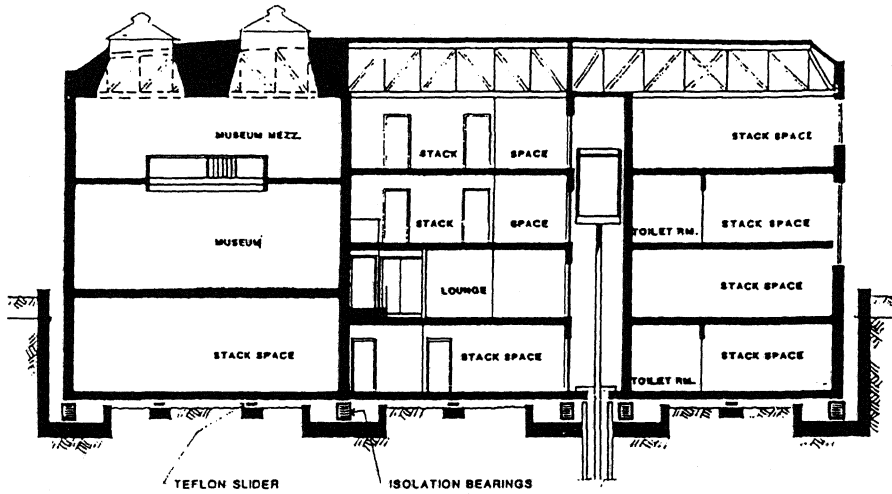 MUSEUM MEZZ.
STACK SPACE
STACK SPACE
STACK SPACE
TOILET RM. STACK SPACE
MUSEUM
LOUNGE
STACK SPACE
STACK SPACE
STACK SPACE
TOILET RM. STACK SPACE
TEFLON SLIDER
ISOLATION BEARINGS